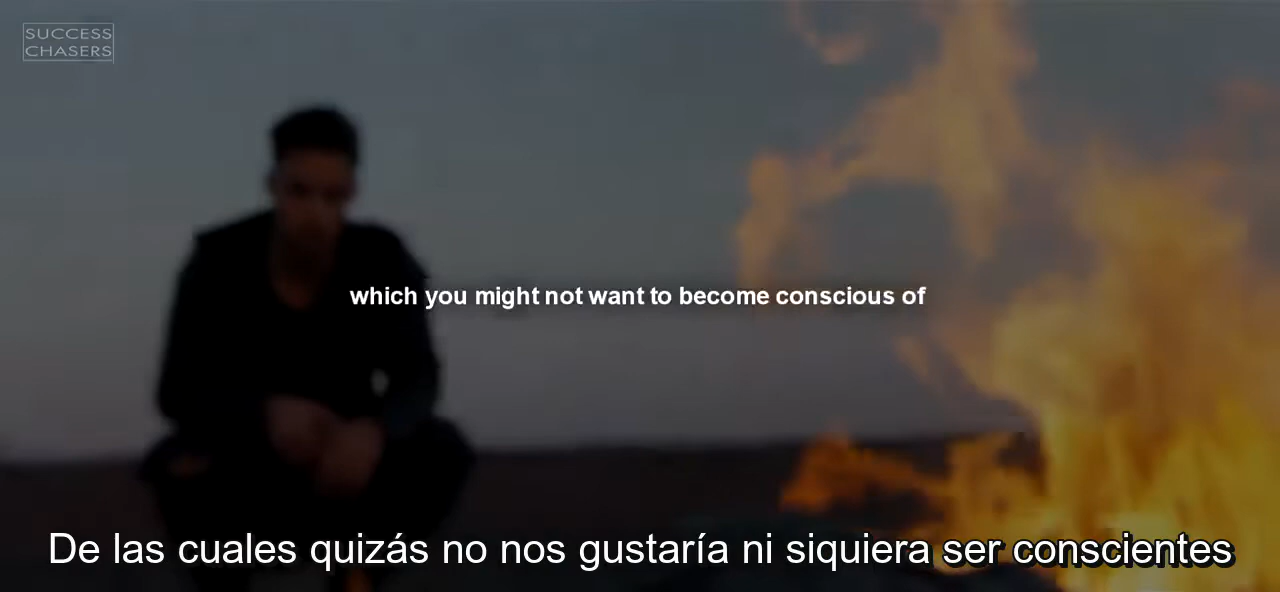 SUCCESS
CHASERS
which you might not want to become conscious of
De las cuales quizás no nos gustaría ni siquiera ser conscientes